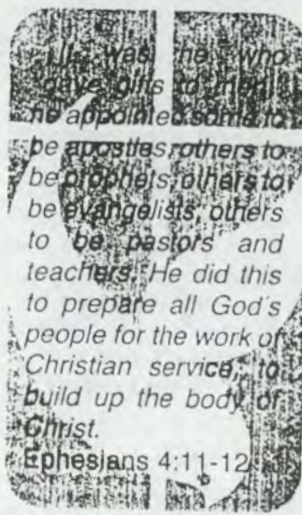 It was he who
gave gifts to men;
he appointed some to
be apostles, others to
be prophets, others to
be evangelists, others
to be pastors and
teachers. He did this
to prepare all God's
people for the work of
Christian service, to
build up the body of
Christ.
Ephesians 4:11-12